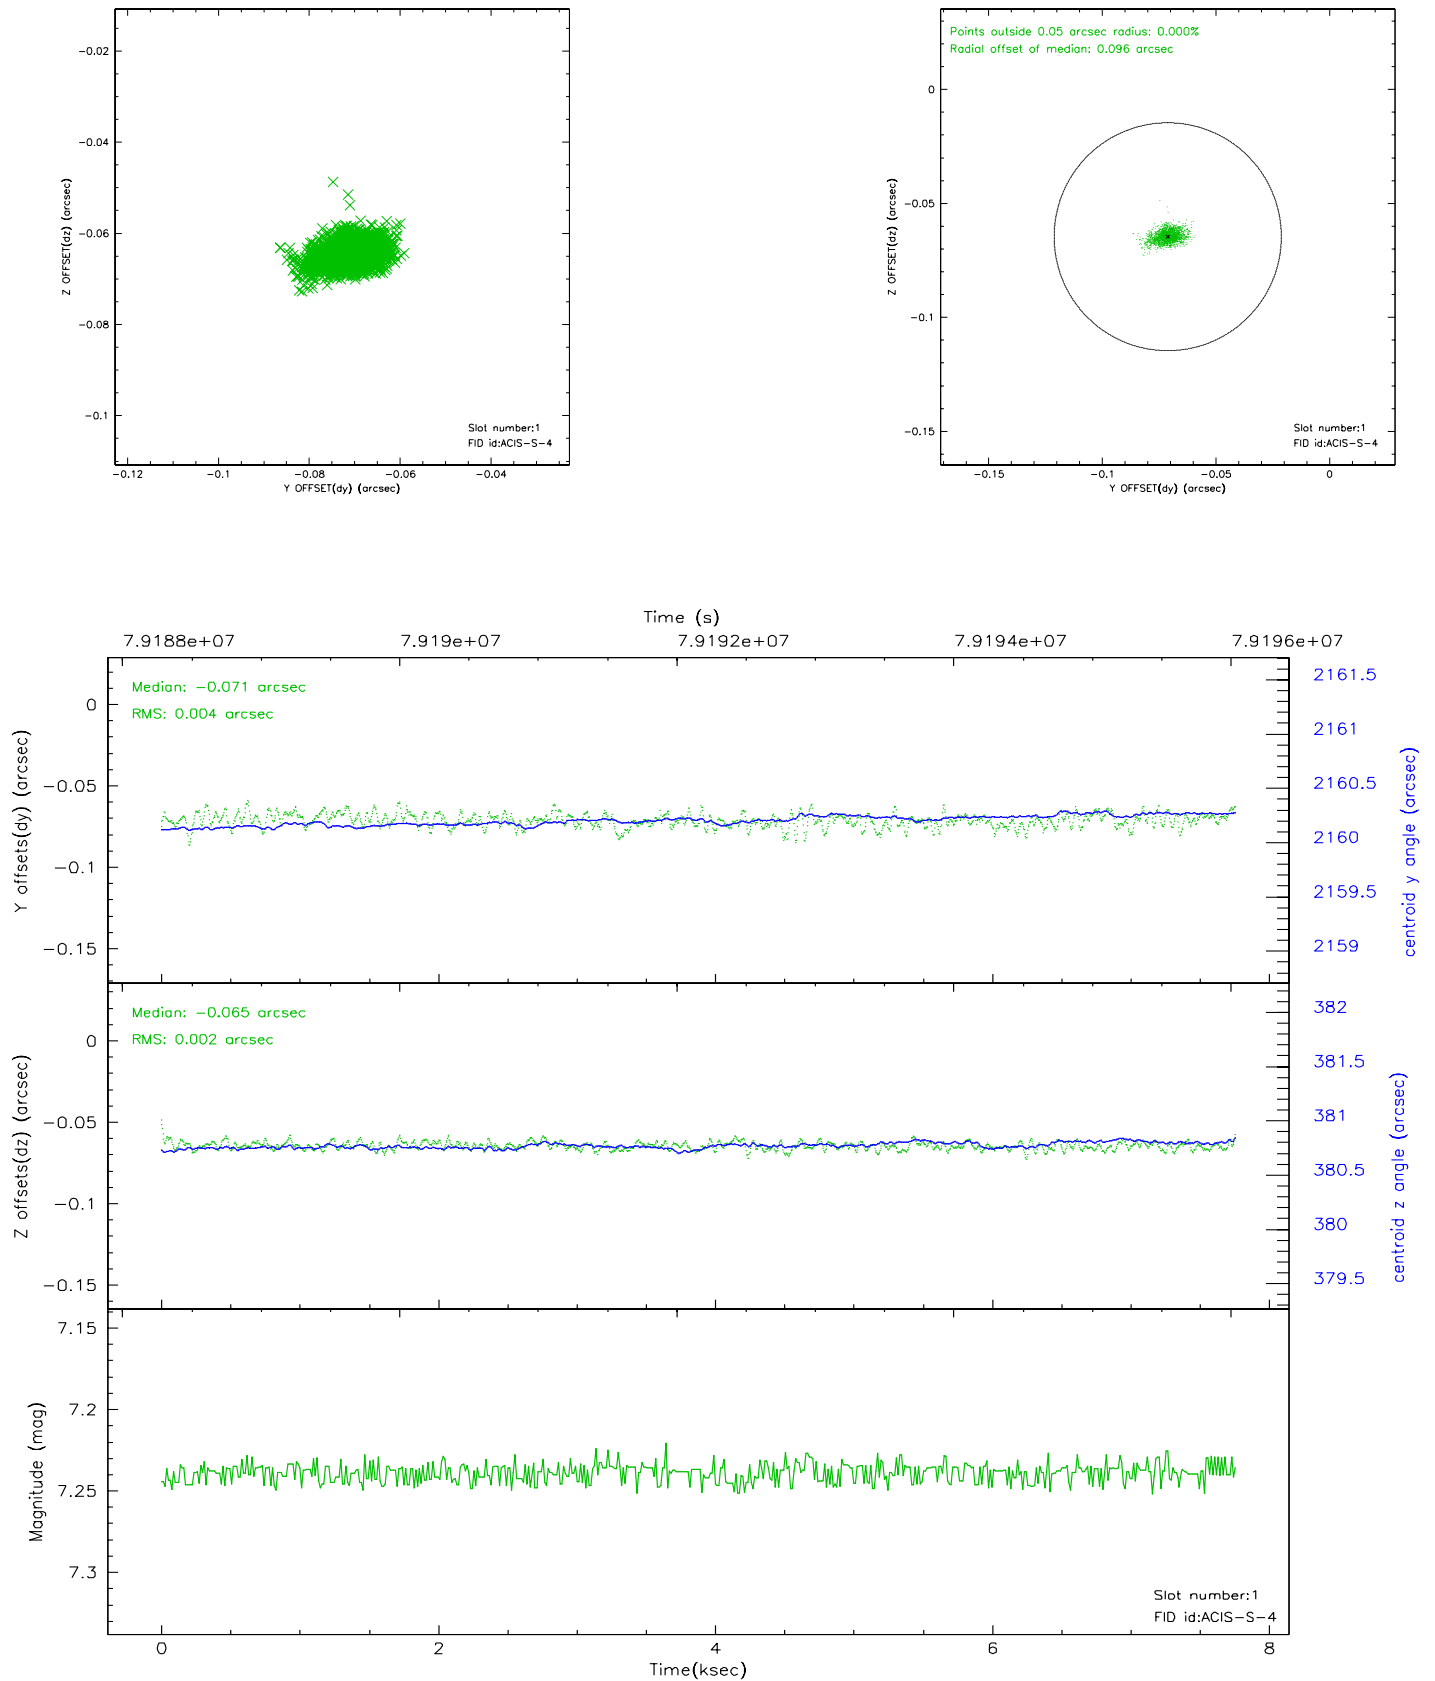 -0.02
-0.04
-0.06
-0.08
-0.1
Z OFFSET(dz) (arcsec)
Slot number:1
FID id:ACIS-S-4
-0.12 -0.1 -0.08 -0.06 -0.04
Y OFFSET(dy) (arcsec)
Points outside 0.05 arcsec radius: 0.000%
Radial offset of median: 0.096 arcsec
0
-0.05
-0.1
-0.15
Z OFFSET(dz) (arcsec)
Slot number:1
FID id:ACIS-S-4
-0.15 -0.1 -0.05 0
Y OFFSET(dy) (arcsec)
Time (s)
7.9188e+07 7.919e+07 7.9192e+07 7.9194e+07 7.9196e+07
Median: -0.071 arcsec
RMS: 0.004 arcsec
0
-0.05
-0.1
-0.15
Y offsets(dy) (arcsec)
2161.5
2161
2160.5
2160
2159.5
2159
centroid y angle (arcsec)
Median: -0.065 arcsec
RMS: 0.002 arcsec
0
-0.05
-0.1
-0.15
Z offsets(dz) (arcsec)
382
381.5
381
380.5
380
379.5
centroid z angle (arcsec)
7.15
7.2
7.25
7.3
Magnitude (mag)
Slot number:1
FID id:ACIS-S-4
0 2 4 6 8
Time(ksec)